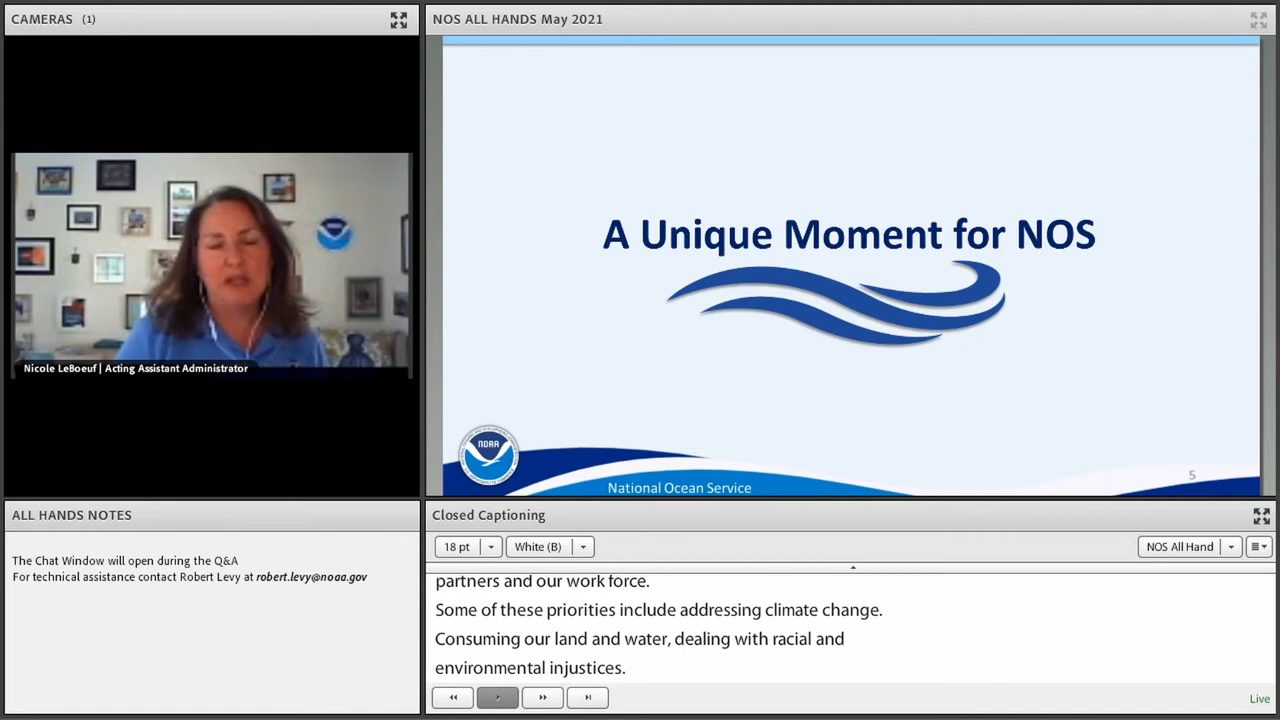 CAMERAS (1)
Nicole LeBoeuf | Acting Assistant Administrator
NOS ALL HANDS May 2021
A Unique Moment for NOS
NOAA
National Ocean Service
5
ALL HANDS NOTES
The Chat Window will open during the Q&A
For technical assistance contact Robert Levy at robert.levy@noaa.gov
Closed Captioning
18 pt White (B) NOS All Hand
partners and our work force.
Some of these priorities include addressing climate change.
Consuming our land and water, dealing with racial and
environmental injustices.
Live